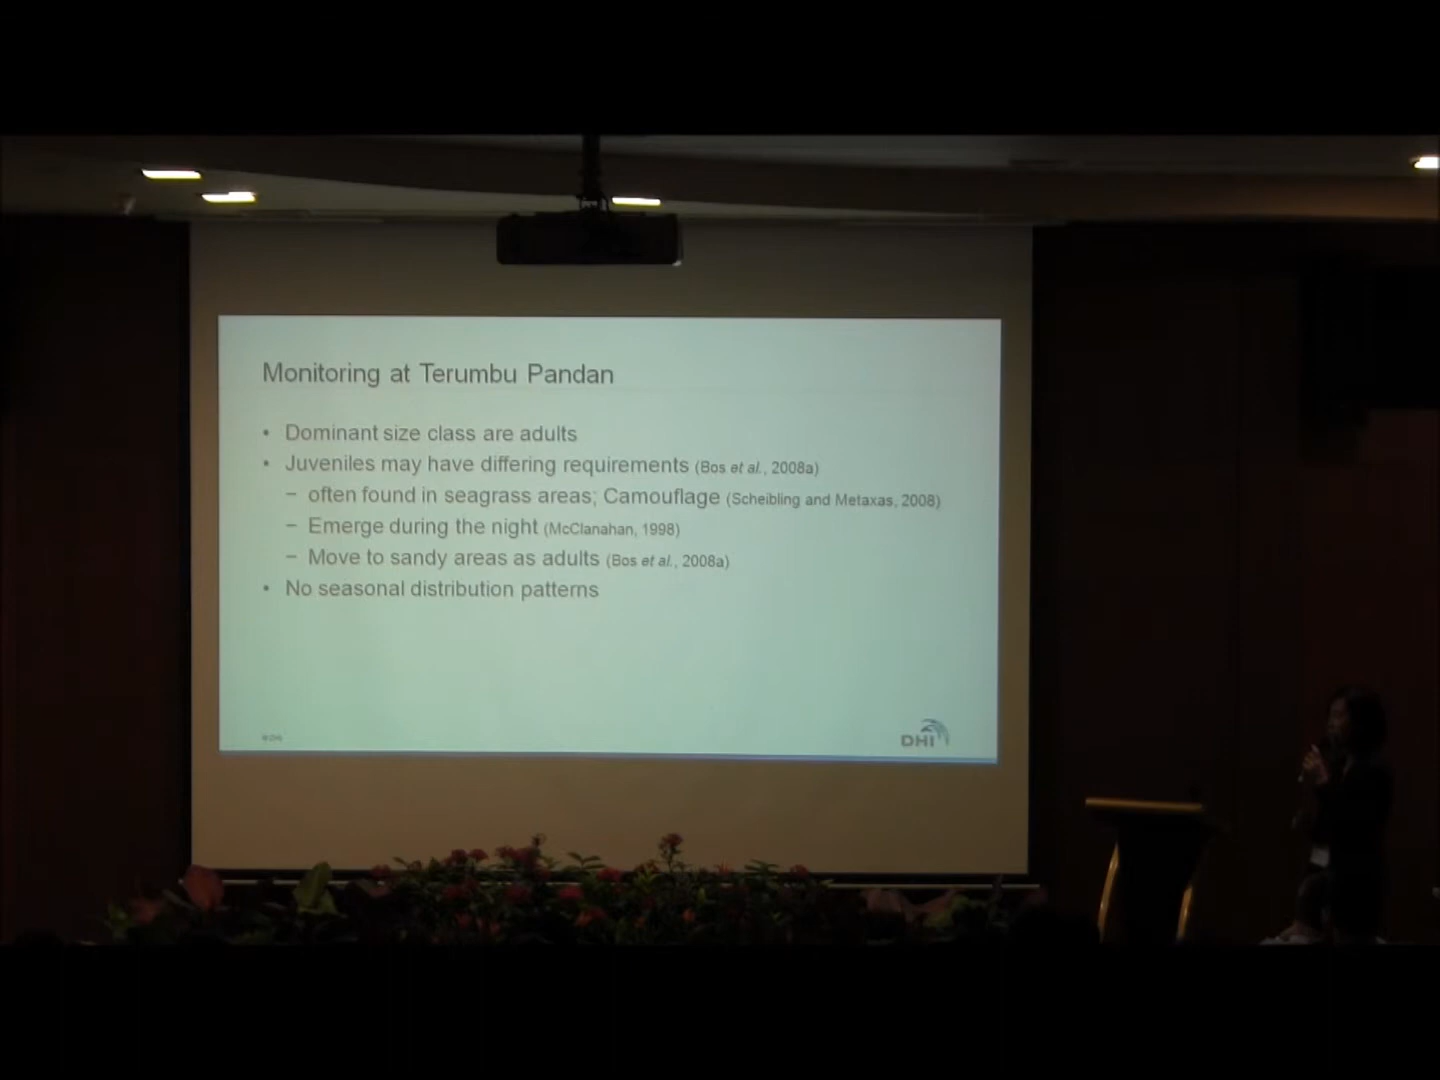 Monitoring at Terumbu Pandan
• Dominant size class are adults
• Juveniles may have differing requirements (Bos et al., 2008a)
– often found in seagrass areas; Camouflage (Scheibling and Metaxas, 2008)
– Emerge during the night (McClanahan, 1998)
– Move to sandy areas as adults (Bos et al., 2008a)
• No seasonal distribution patterns
DHI